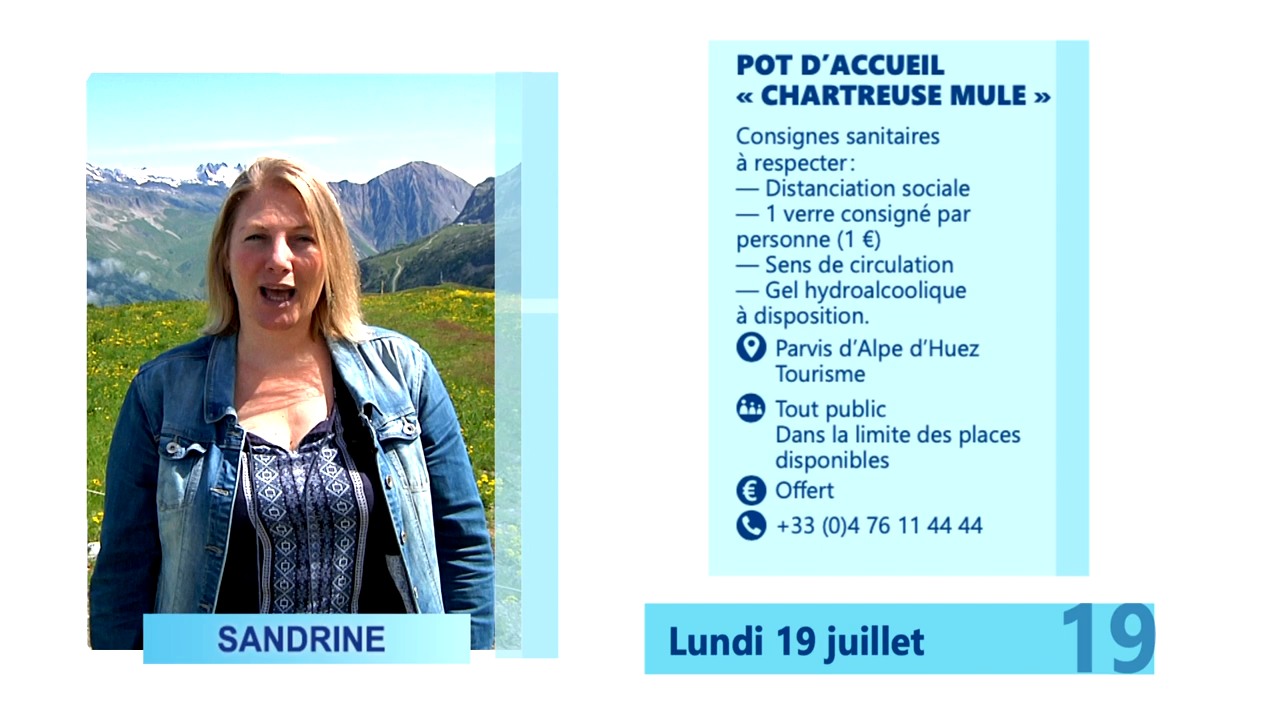 POT D’ACCUEIL
« CHARTREUSE MULE »
Consignes sanitaires
à respecter :
— Distanciation sociale
— 1 verre consigné par
personne (1 €)
— Sens de circulation
— Gel hydroalcoolique
à disposition.
Parvis d’Alpe d’Huez
Tourisme
Tout public
Dans la limite des places
disponibles
€ Offert
+33 (0)4 76 11 44 44
SANDRINE
Lundi 19 juillet 19